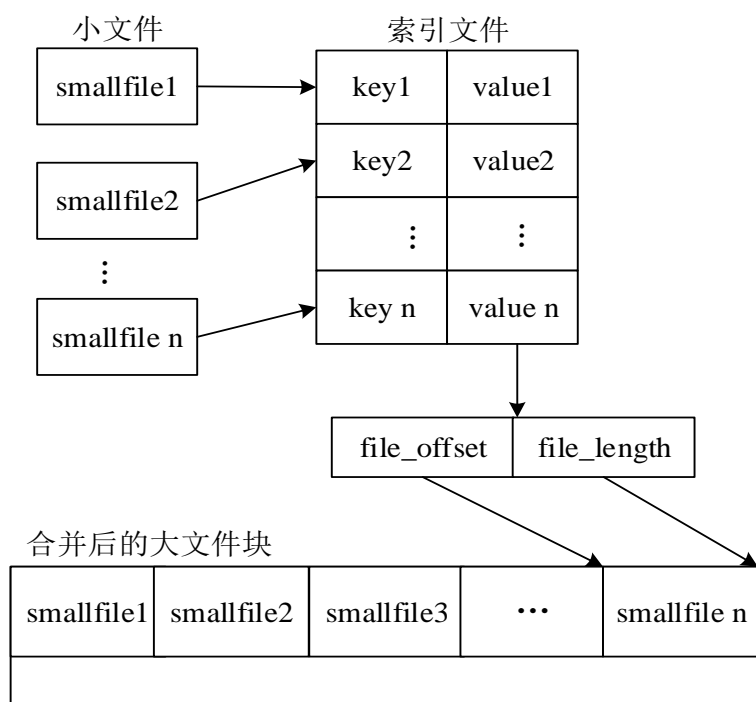 小文件
索引文件
smallfile1
key1
value1
smallfile2
key2
value2
⋮
⋮
⋮
smallfile n
key n
value n
file_offset
file_length
合并后的大文件块
smallfile1
smallfile2
smallfile3
···
smallfile n